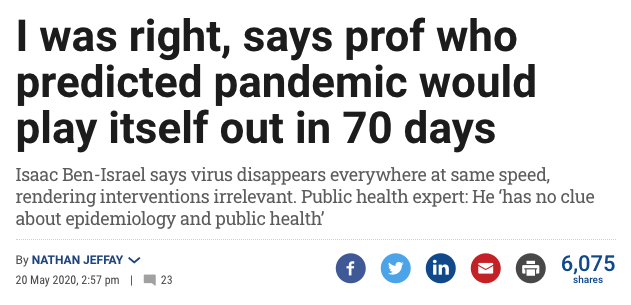 I was right, says prof who
predicted pandemic would
play itself out in 70 days
Isaac Ben-Israel says virus disappears everywhere at same speed,
rendering interventions irrelevant. Public health expert: He ‘has no clue
about epidemiology and public health’
By NATHAN JEFFAY
20 May 2020, 2:57 pm | 23
f in 6,075
shares